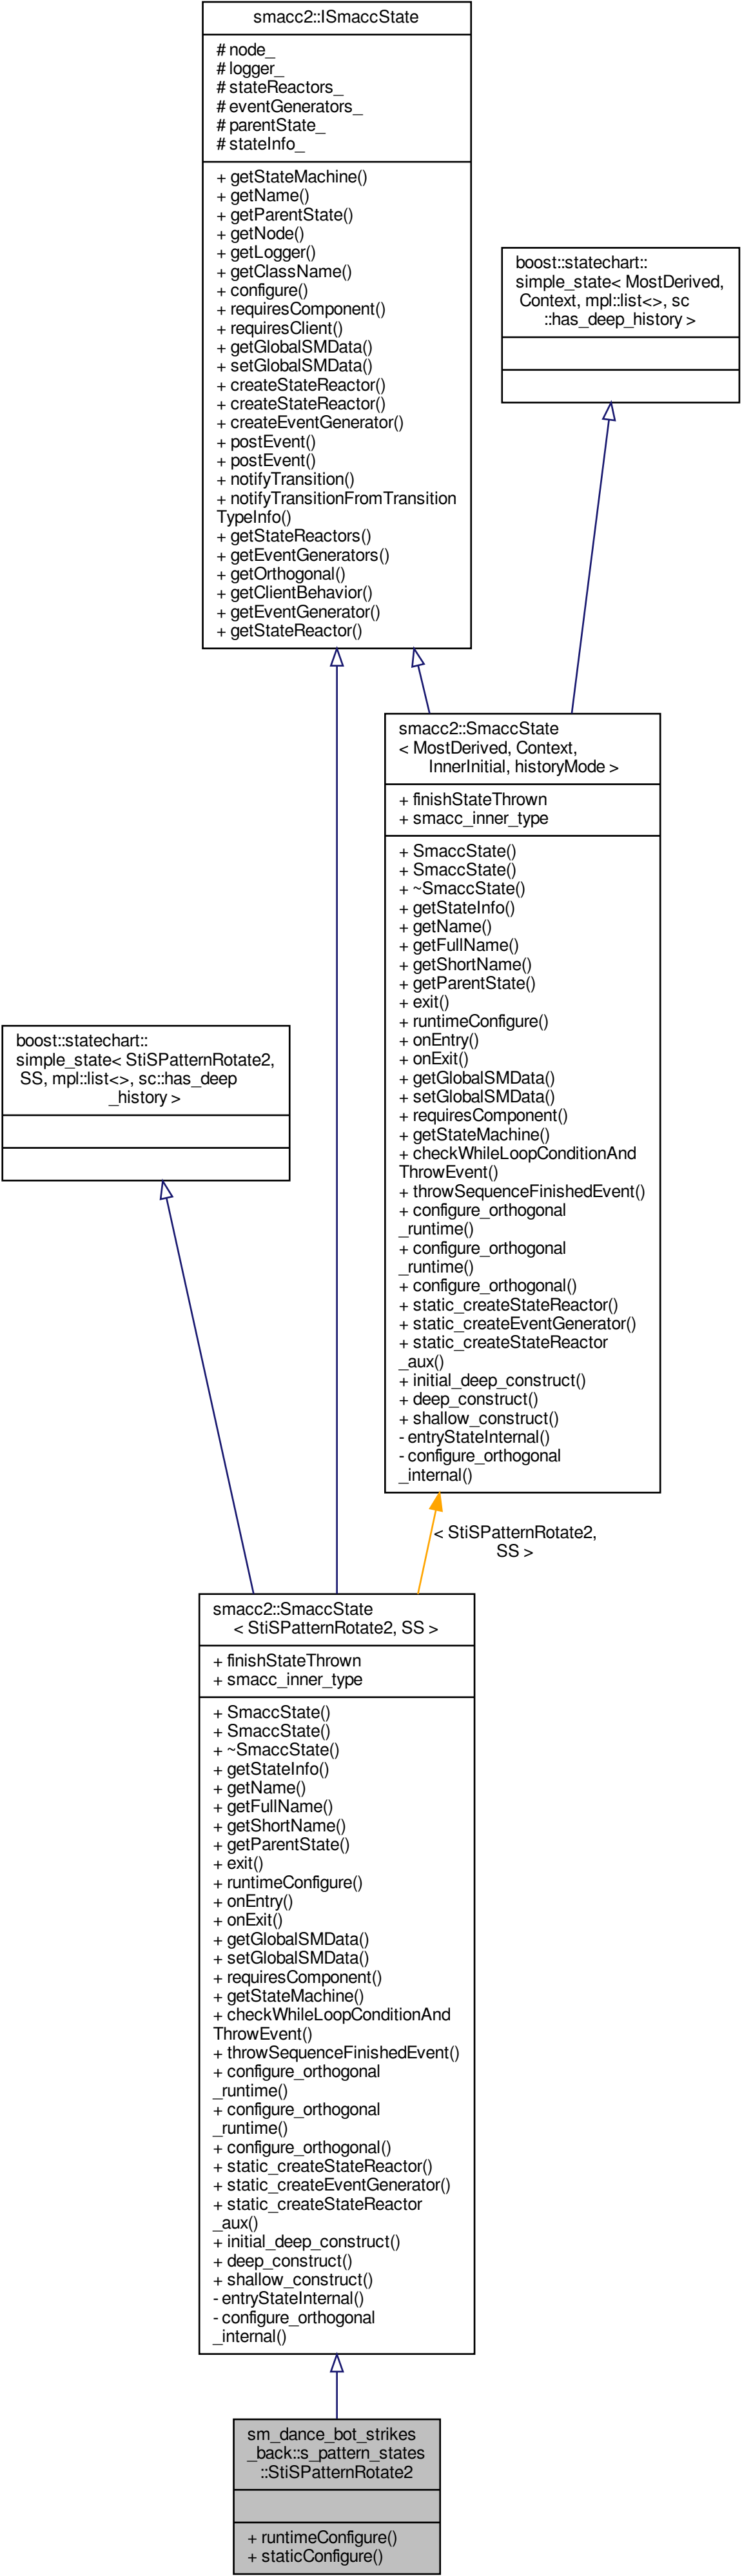 smacc2::ISmaccState
# node_
# logger_
# stateReactors_
# eventGenerators_
# parentState_
# stateInfo_
+ getStateMachine()
+ getName()
+ getParentState()
+ getNode()
+ getLogger()
+ getClassName()
+ configure()
+ requiresComponent()
+ requiresClient()
+ getGlobalSMData()
+ setGlobalSMData()
+ createStateReactor()
+ createStateReactor()
+ createEventGenerator()
+ postEvent()
+ postEvent()
+ notifyTransition()
+ notifyTransitionFromTransition
TypeInfo()
+ getStateReactors()
+ getEventGenerators()
+ getOrthogonal()
+ getClientBehavior()
+ getEventGenerator()
+ getStateReactor()
boost::statechart::
simple_state< MostDerived,
Context, mpl::list<>, sc
::has_deep_history >
smacc2::SmaccState
< MostDerived, Context,
InnerInitial, historyMode >
+ finishStateThrown
+ smacc_inner_type
+ SmaccState()
+ SmaccState()
+ ~SmaccState()
+ getStateInfo()
+ getName()
+ getFullName()
+ getShortName()
+ getParentState()
+ exit()
+ runtimeConfigure()
+ onEntry()
+ onExit()
+ getGlobalSMData()
+ setGlobalSMData()
+ requiresComponent()
+ getStateMachine()
+ checkWhileLoopConditionAnd
ThrowEvent()
+ throwSequenceFinishedEvent()
+ configure_orthogonal
_runtime()
+ configure_orthogonal
_runtime()
+ configure_orthogonal()
+ static_createStateReactor()
+ static_createEventGenerator()
+ static_createStateReactor
_aux()
+ initial_deep_construct()
+ deep_construct()
+ shallow_construct()
- entryStateInternal()
- configure_orthogonal
_internal()
boost::statechart::
simple_state< StiSPatternRotate2,
SS, mpl::list<>, sc::has_deep
_history >
< StiSPatternRotate2,
SS >
smacc2::SmaccState
< StiSPatternRotate2, SS >
+ finishStateThrown
+ smacc_inner_type
+ SmaccState()
+ SmaccState()
+ ~SmaccState()
+ getStateInfo()
+ getName()
+ getFullName()
+ getShortName()
+ getParentState()
+ exit()
+ runtimeConfigure()
+ onEntry()
+ onExit()
+ getGlobalSMData()
+ setGlobalSMData()
+ requiresComponent()
+ getStateMachine()
+ checkWhileLoopConditionAnd
ThrowEvent()
+ throwSequenceFinishedEvent()
+ configure_orthogonal
_runtime()
+ configure_orthogonal
_runtime()
+ configure_orthogonal()
+ static_createStateReactor()
+ static_createEventGenerator()
+ static_createStateReactor
_aux()
+ initial_deep_construct()
+ deep_construct()
+ shallow_construct()
- entryStateInternal()
- configure_orthogonal
_internal()
sm_dance_bot_strikes
_back::s_pattern_states
::StiSPatternRotate2
+ runtimeConfigure()
+ staticConfigure()